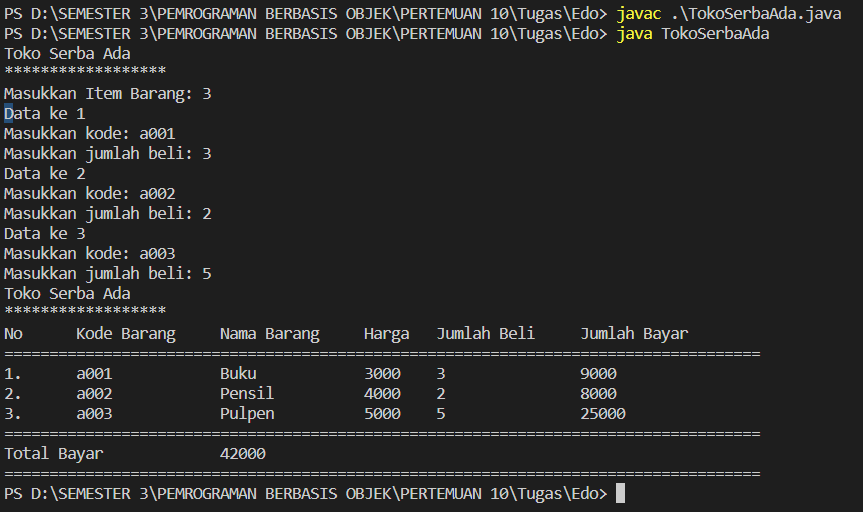 PS D:\SEMESTER 3\PEMROGRAMAN BERBASIS OBJEK\PERTEMUAN 10\Tugas\Edo> javac .\TokoSerbaAda.java
PS D:\SEMESTER 3\PEMROGRAMAN BERBASIS OBJEK\PERTEMUAN 10\Tugas\Edo> java TokoSerbaAda
Toko Serba Ada
******************
Masukkan Item Barang: 3
Data ke 1
Masukkan kode: a001
Masukkan jumlah beli: 3
Data ke 2
Masukkan kode: a002
Masukkan jumlah beli: 2
Data ke 3
Masukkan kode: a003
Masukkan jumlah beli: 5
Toko Serba Ada
******************
No      Kode Barang     Nama Barang     Harga   Jumlah Beli     Jumlah Bayar
====================================================================================
1.      a001            Buku            3000    3               9000
2.      a002            Pensil          4000    2               8000
3.      a003            Pulpen          5000    5               25000
====================================================================================
Total Bayar             42000
====================================================================================
PS D:\SEMESTER 3\PEMROGRAMAN BERBASIS OBJEK\PERTEMUAN 10\Tugas\Edo>